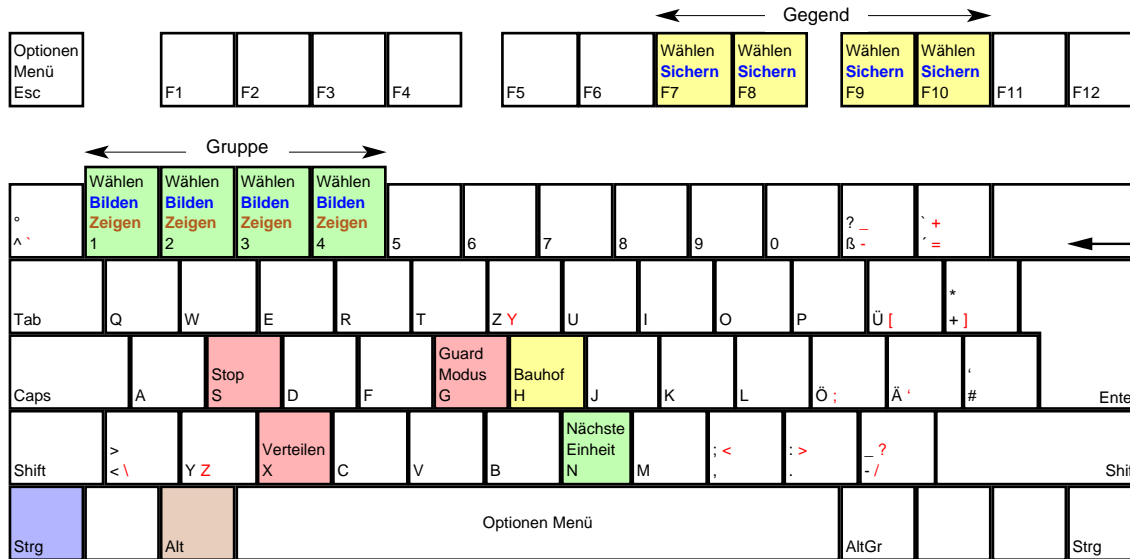 Gegend
Optionen Menü Esc
F1 F2 F3 F4 F5 F6
Wählen Sichern F7
Wählen Sichern F8
Wählen Sichern F9
Wählen Sichern F10
F11 F12
Gruppe
° ^ `
Wählen Bilden Zeigen 1
Wählen Bilden Zeigen 2
Wählen Bilden Zeigen 3
Wählen Bilden Zeigen 4
5 6 7 8 9 0
? _ ß -
` + ´ =
Tab Q W E R T Z Y U I O P Ü [
* + ]
Caps A
Stop S
D F
Guard Modus G
Bauhof H
J K L Ö ; Ä '
' #
Ente
Shift
> < \
Y Z
Verteilen X
C V B
Nächste Einheit N
M
; < ,
: > .
_ ? - /
Shif
Strg Alt
Optionen Menü
AltGr Strg